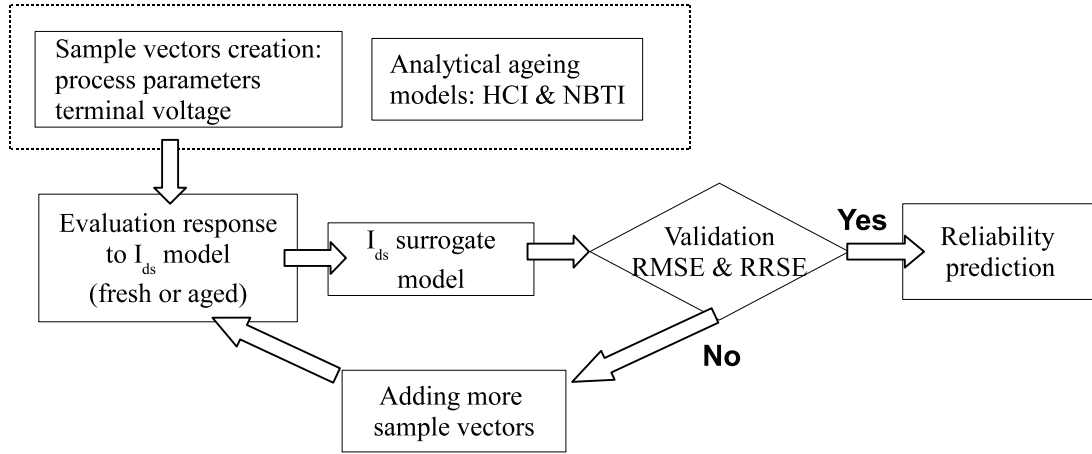 Sample vectors creation:
process parameters
terminal voltage
Analytical ageing
models: HCI & NBTI
Evaluation response
to Ids model
(fresh or aged)
Ids surrogate
model
Validation
RMSE & RRSE
Yes
Reliability
prediction
No
Adding more
sample vectors